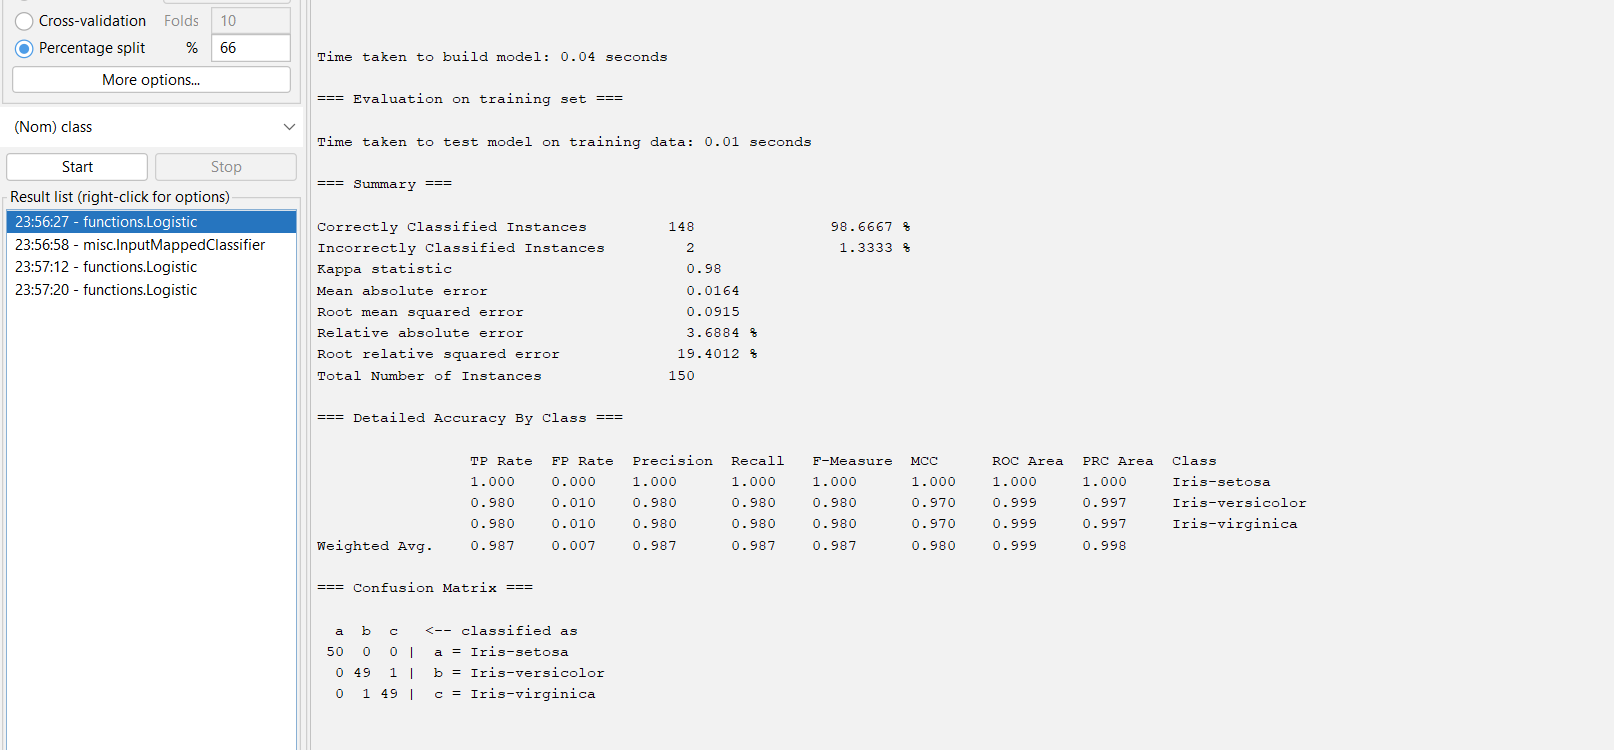 Cross-validation Folds 10
Percentage split % 66
More options...
(Nom) class
Start Stop
Result list (right-click for options)
23:56:27 - functions.Logistic
23:56:58 - misc.InputMappedClassifier
23:57:12 - functions.Logistic
23:57:20 - functions.Logistic
Time taken to build model: 0.04 seconds
=== Evaluation on training set ===
Time taken to test model on training data: 0.01 seconds
=== Summary ===
Correctly Classified Instances 148 98.6667 %
Incorrectly Classified Instances 2 1.3333 %
Kappa statistic 0.98
Mean absolute error 0.0164
Root mean squared error 0.0915
Relative absolute error 3.6884 %
Root relative squared error 19.4012 %
Total Number of Instances 150
=== Detailed Accuracy By Class ===
TP Rate FP Rate Precision Recall F-Measure MCC ROC Area PRC Area Class
1.000 0.000 1.000 1.000 1.000 1.000 1.000 1.000 Iris-setosa
0.980 0.010 0.980 0.980 0.980 0.970 0.999 0.997 Iris-versicolor
0.980 0.010 0.980 0.980 0.980 0.970 0.999 0.997 Iris-virginica
Weighted Avg. 0.987 0.007 0.987 0.987 0.987 0.980 0.999 0.998
=== Confusion Matrix ===
a b c <-- classified as
50 0 0 | a = Iris-setosa
0 49 1 | b = Iris-versicolor
0 1 49 | c = Iris-virginica